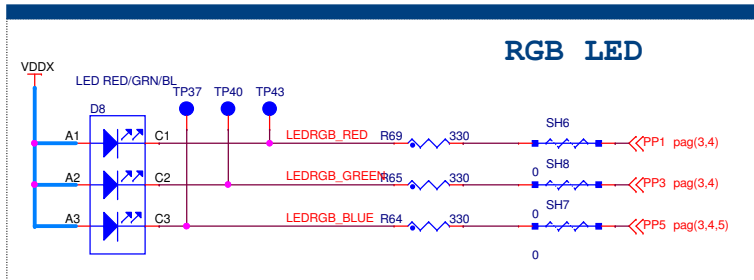 RGB LED
VDDX
LED RED/GRN/BL
TP37 TP40 TP43
D8
SH6
A1 C1 LEDRGB_RED R69 330 PP1 pag(3,4)
SH8
0
A2 C2 LEDRGB_GREEN R65 330 PP3 pag(3,4)
0
SH7
A3 C3 LEDRGB_BLUE R64 330 PP5 pag(3,4,5)
0